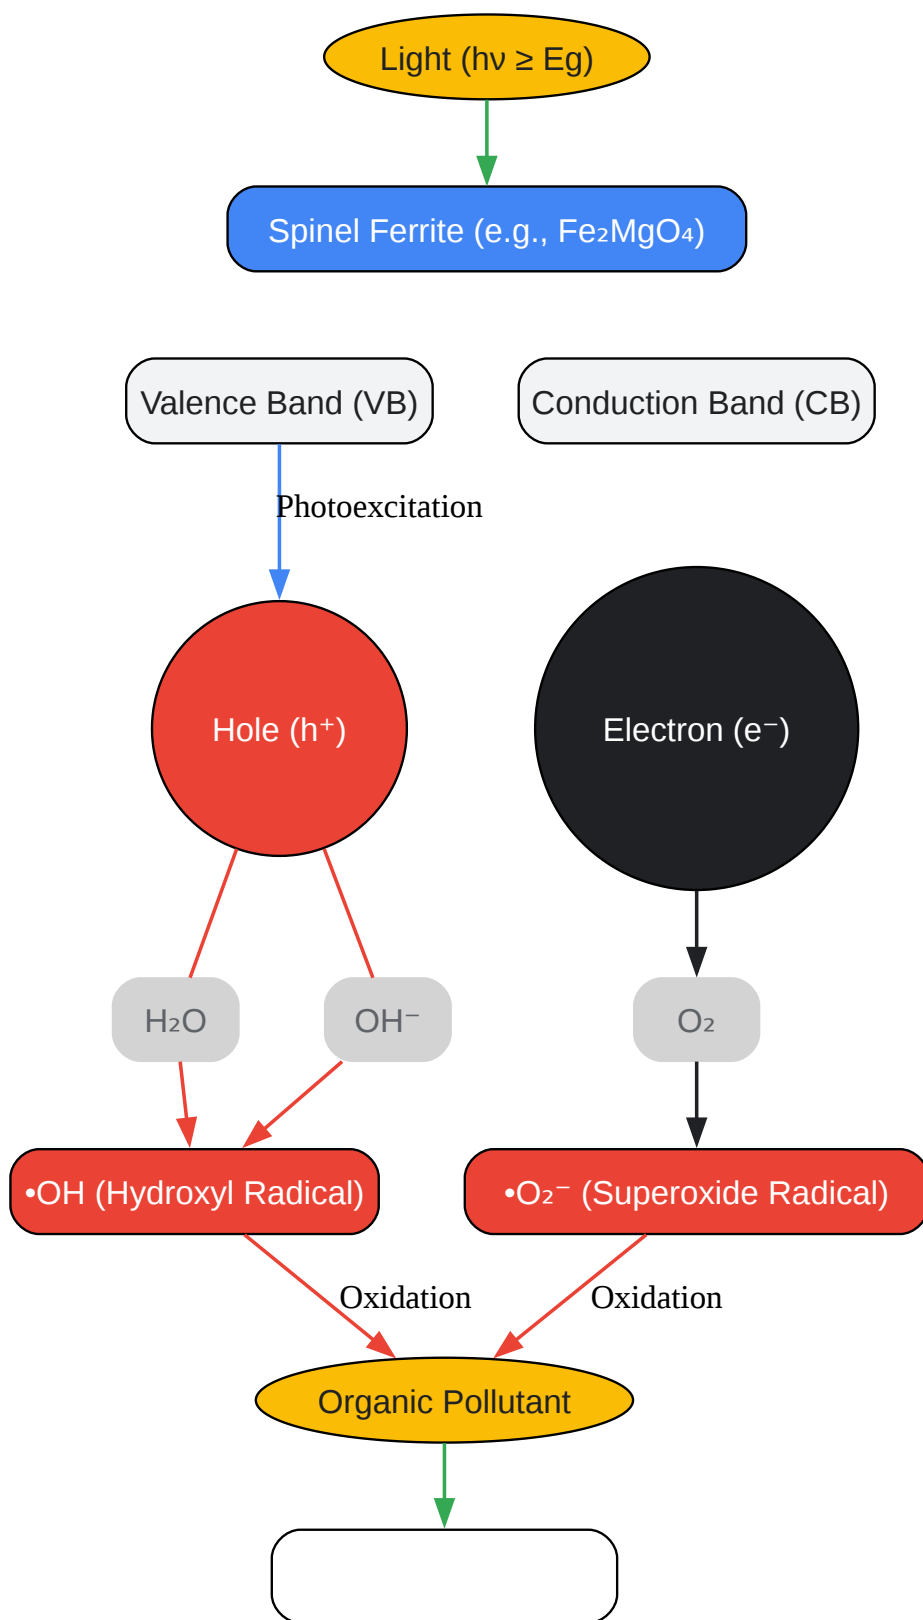 Light (hν ≥ Eg)
Spinel Ferrite (e.g., Fe₂MgO₄)
Valence Band (VB)
Conduction Band (CB)
Photoexcitation
Hole (h⁺)
Electron (e⁻)
H₂O
OH⁻
O₂
•OH (Hydroxyl Radical)
•O₂⁻ (Superoxide Radical)
Oxidation
Oxidation
Organic Pollutant